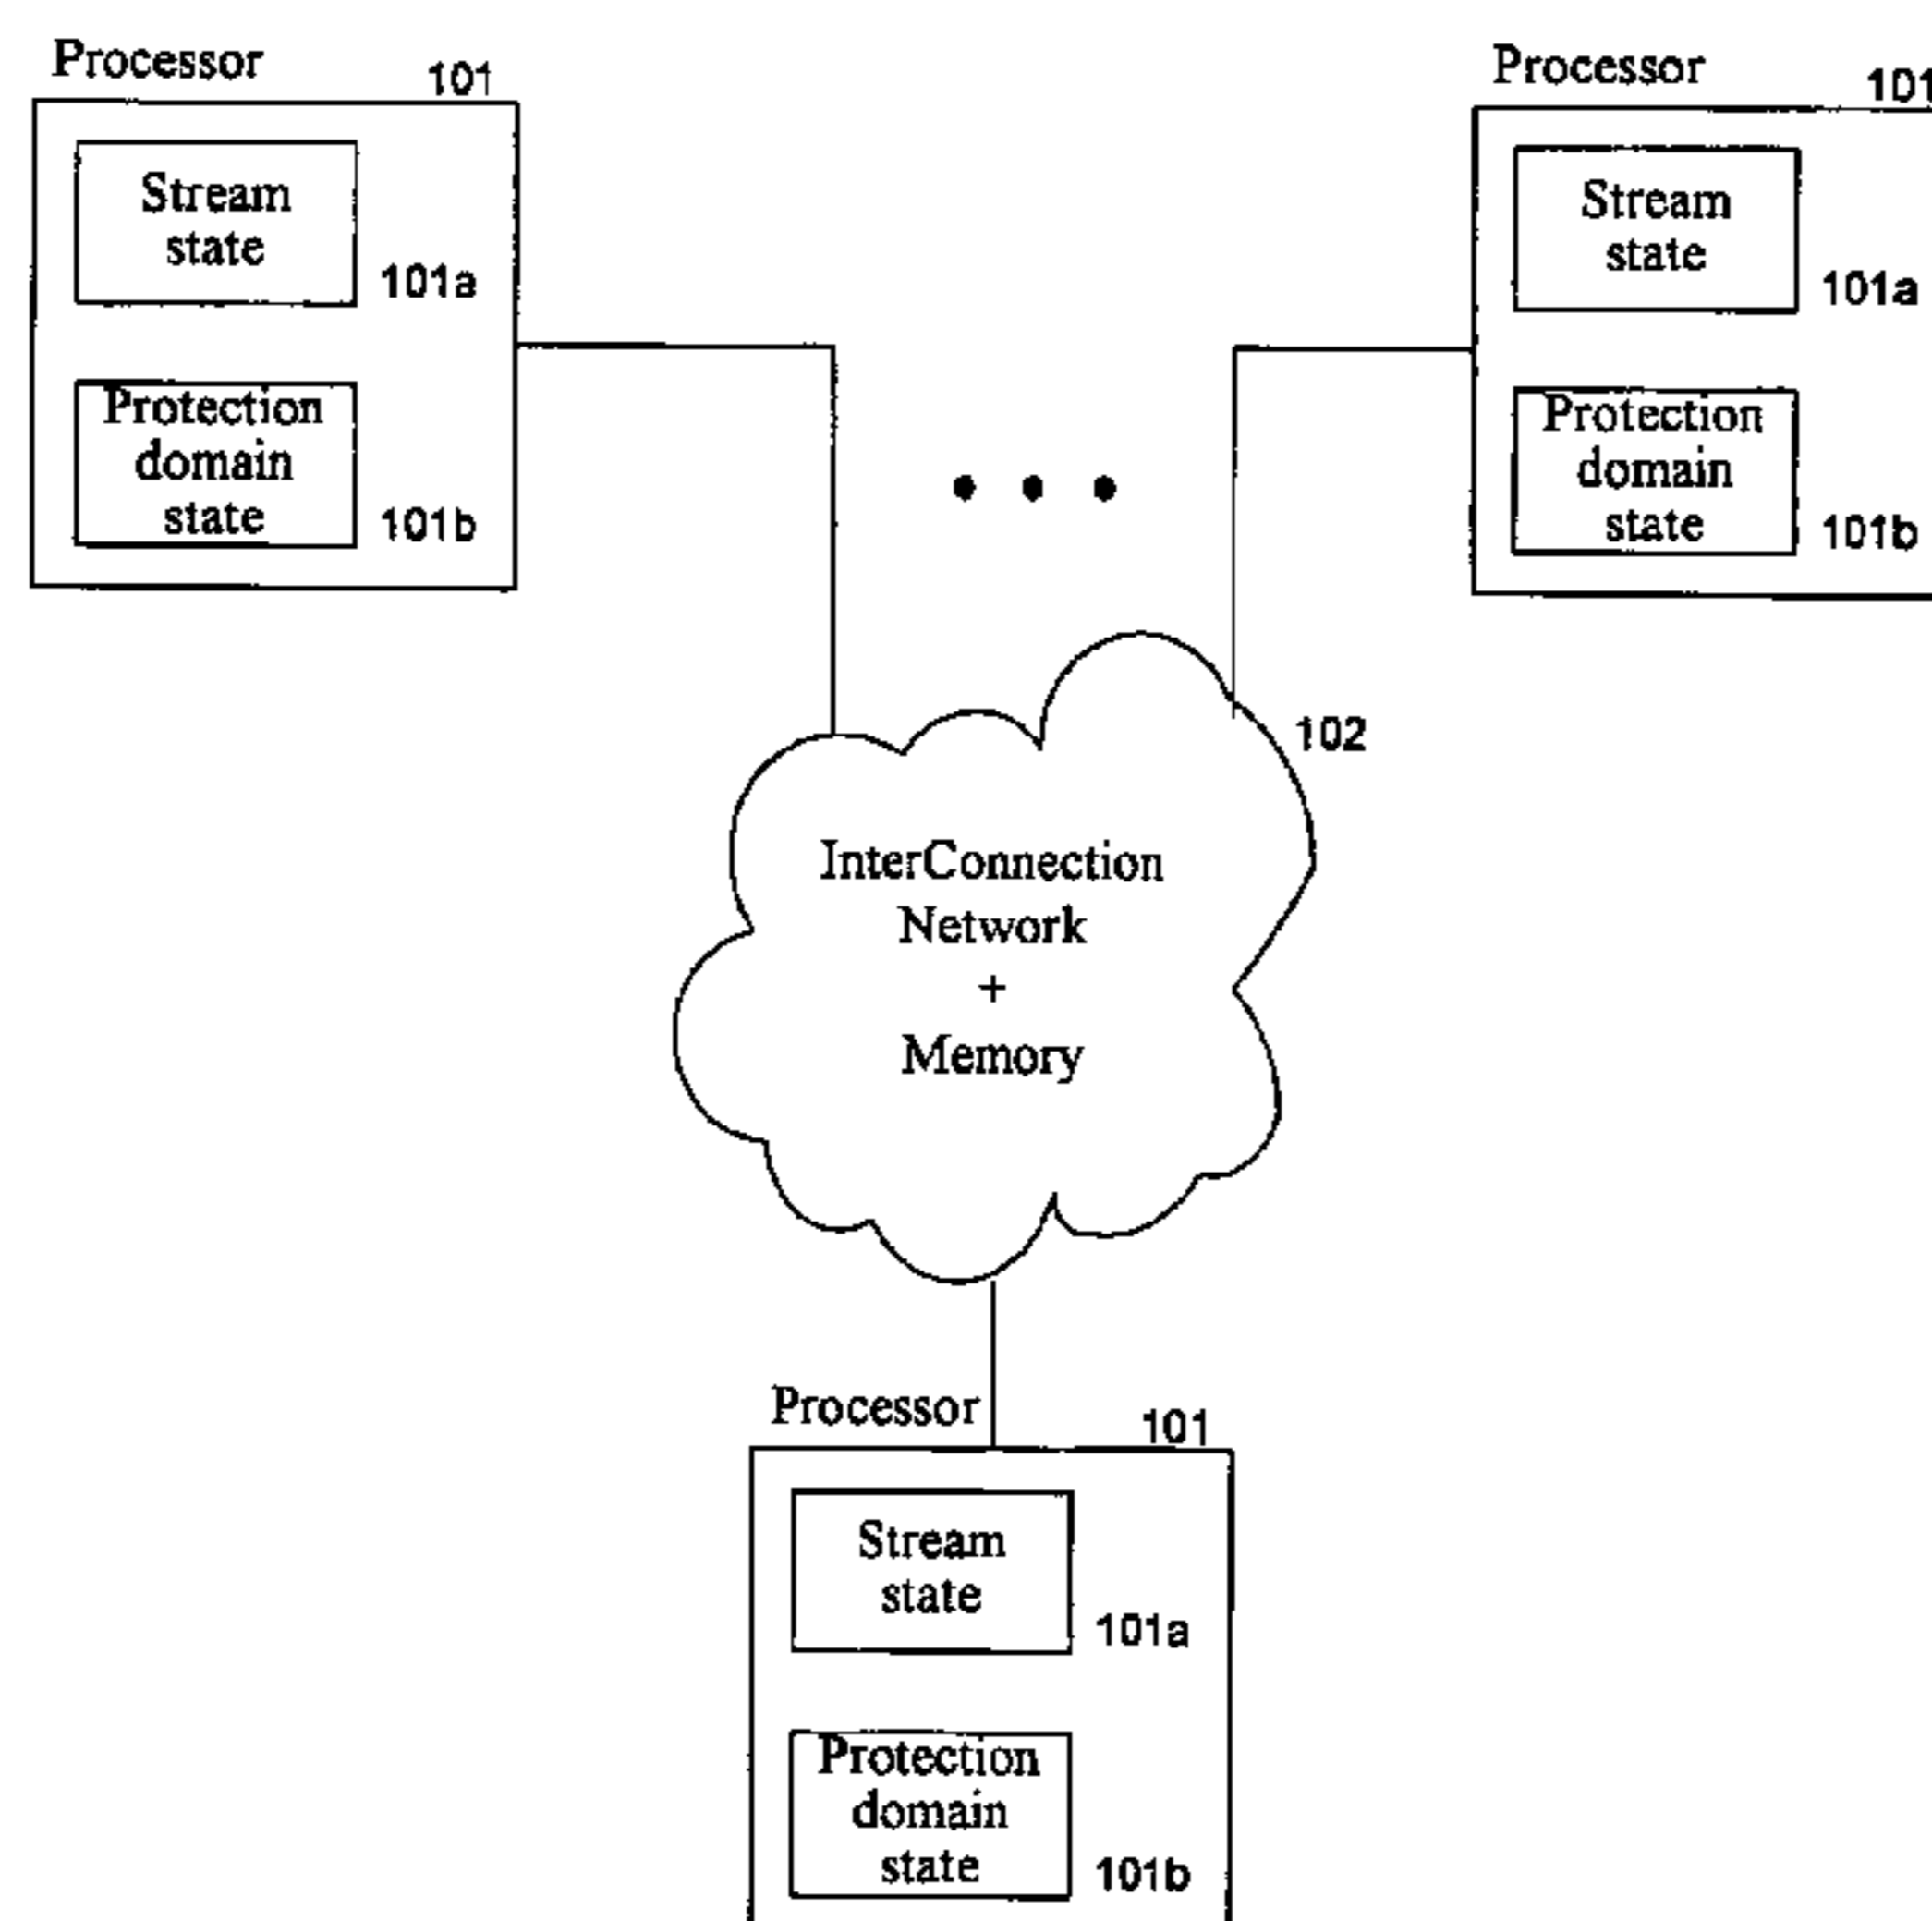 Processor
101
Stream
state
101a
Protection
domain
state
101b
Processor
101
Stream
state
101a
Protection
domain
state
101b
102
InterConnection
Network
+
Memory
Processor
101
Stream
state
101a
Protection
domain
state
101b